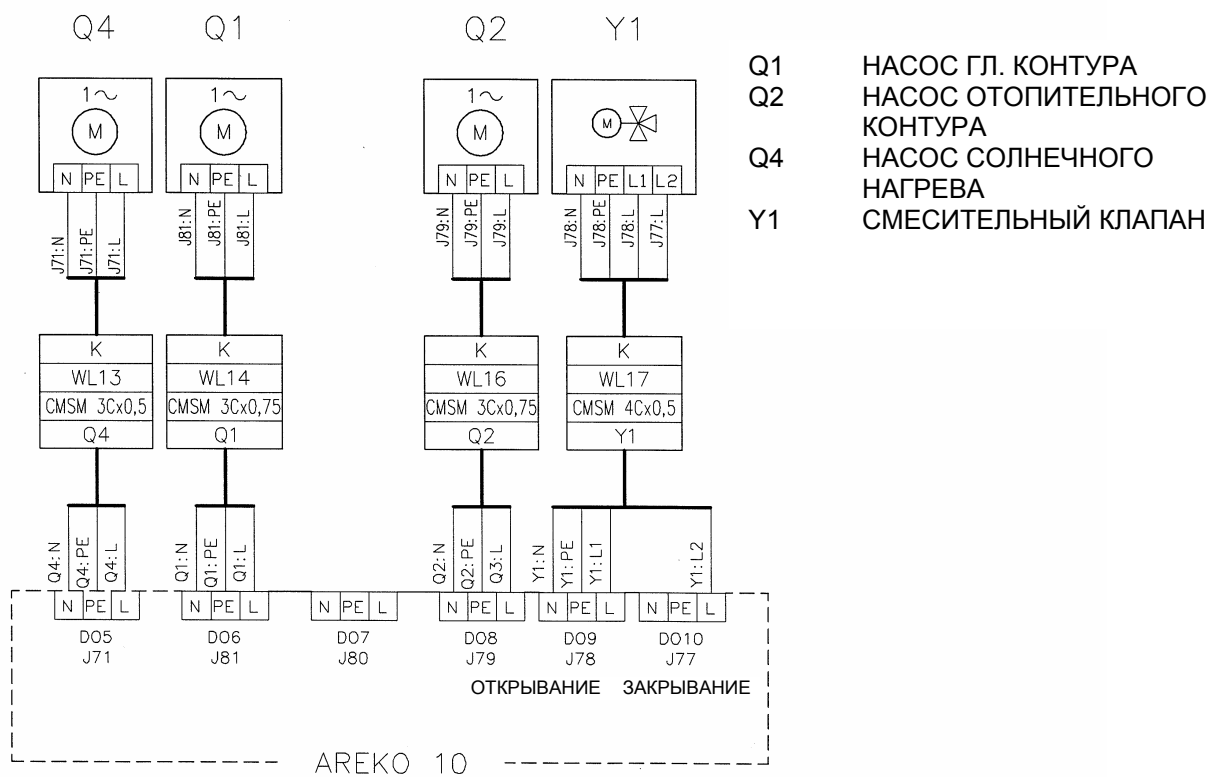 Q4 Q1 Q2 Y1
Q1 НАСОС ГЛ. КОНТУРА
Q2 НАСОС ОТОПИТЕЛЬНОГО
КОНТУРА
Q4 НАСОС СОЛНЕЧНОГО
НАГРЕВА
Y1 СМЕСИТЕЛЬНЫЙ КЛАПАН
1~ 1~ 1~
M M M M
N PE L N PE L N PE L N PE L1 L2
J71:N J71:PE J71:L J81:N J81:PE J81:L J79:N J79:PE J79:L J78:N J78:PE J78:L J77:L
K K K K
WL13 WL14 WL16 WL17
CMSM 3Cx0,5 CMSM 3Cx0,75 CMSM 3Cx0,75 CMSM 4Cx0,5
Q4 Q1 Q2 Y1
Q4:N Q4:PE Q4:L Q1:N Q1:PE Q1:L Q2:N Q2:PE Q3:L Y1:N Y1:PE Y1:L1 Y1:L2
N PE L N PE L N PE L N PE L N PE L N PE L
DO5 DO6 DO7 DO8 DO9 DO10
J71 J81 J80 J79 J78 J77
ОТКРЫВАНИЕ ЗАКРЫВАНИЕ
AREKO 10